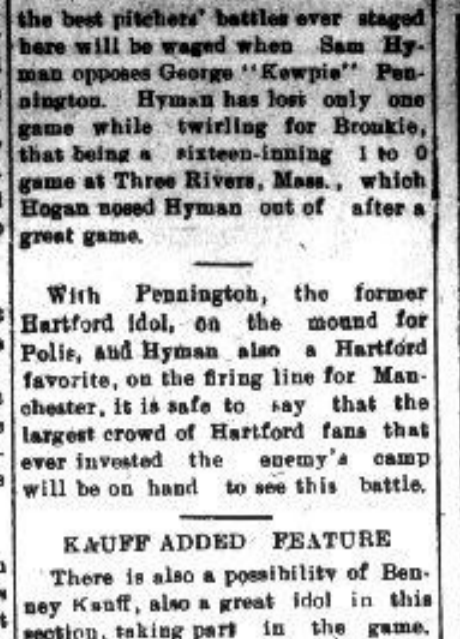 the best pitchers' battles ever staged
here will be waged when Sam Hy-
man opposes George "Kewpie" Pen-
nington. Hyman has lost only one
game while twirling for Bronkie,
that being a sixteen-inning 1 to 0
game at Three Rivers, Mass., which
Hogan nosed Hyman out of after a
great game.
With Pennington, the former
Hartford idol, on the mound for
Polis, and Hyman also a Hartford
favorite, on the firing line for Man-
chester, it is safe to say that the
largest crowd of Hartford fans that
ever invested the enemy's camp
will be on hand to see this battle.
KAUFF ADDED FEATURE
There is also a possibility of Ben-
ney Kauff, also a great idol in this
section, taking part in the game.